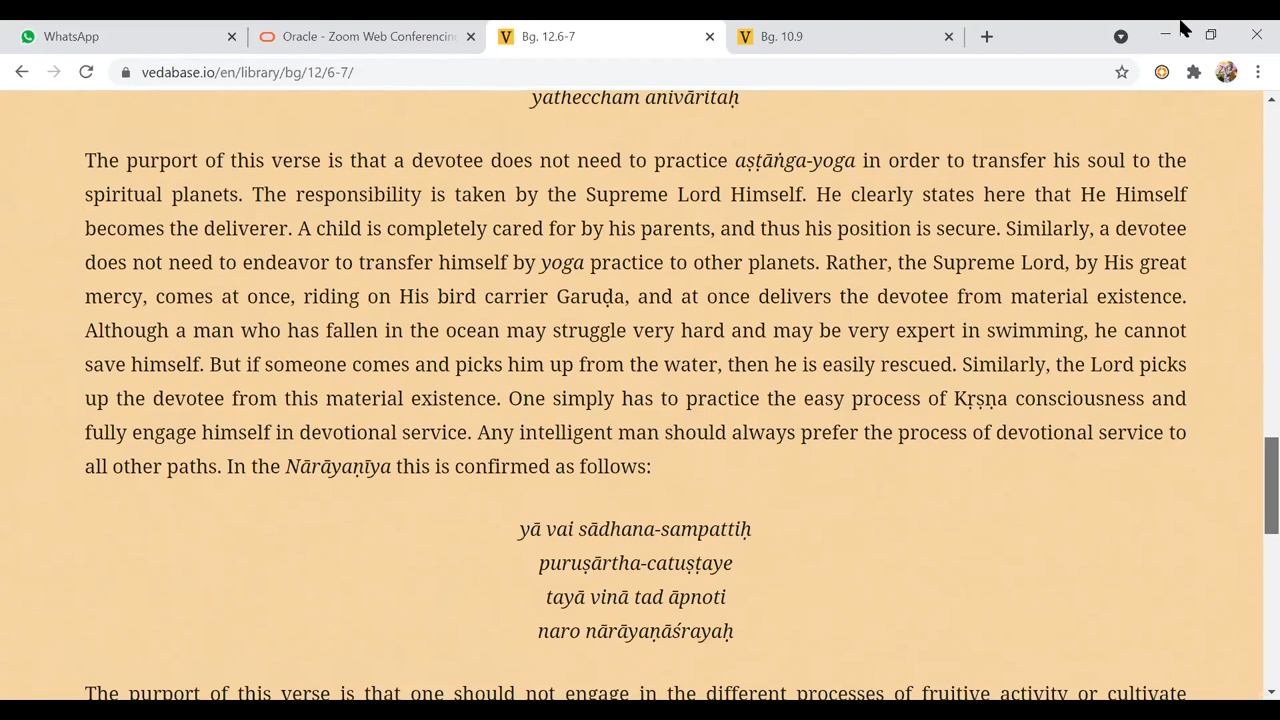 WhatsApp
Oracle - Zoom Web Conferencin
Bg. 12.6-7
Bg. 10.9
vedabase.io/en/library/bg/12/6-7/
yatheccham anivāritaḥ
The purport of this verse is that a devotee does not need to practice aṣṭāṅga-yoga in order to transfer his soul to the
spiritual planets. The responsibility is taken by the Supreme Lord Himself. He clearly states here that He Himself
becomes the deliverer. A child is completely cared for by his parents, and thus his position is secure. Similarly, a devotee
does not need to endeavor to transfer himself by yoga practice to other planets. Rather, the Supreme Lord, by His great
mercy, comes at once, riding on His bird carrier Garuḍa, and at once delivers the devotee from material existence.
Although a man who has fallen in the ocean may struggle very hard and may be very expert in swimming, he cannot
save himself. But if someone comes and picks him up from the water, then he is easily rescued. Similarly, the Lord picks
up the devotee from this material existence. One simply has to practice the easy process of Kṛṣṇa consciousness and
fully engage himself in devotional service. Any intelligent man should always prefer the process of devotional service to
all other paths. In the Nārāyaṇīya this is confirmed as follows:
yā vai sādhana-sampattiḥ
puruṣārtha-catuṣṭaye
tayā vinā tad āpnoti
naro nārāyaṇāśrayaḥ
The purport of this verse is that one should not engage in the different processes of fruitive activity or cultivate